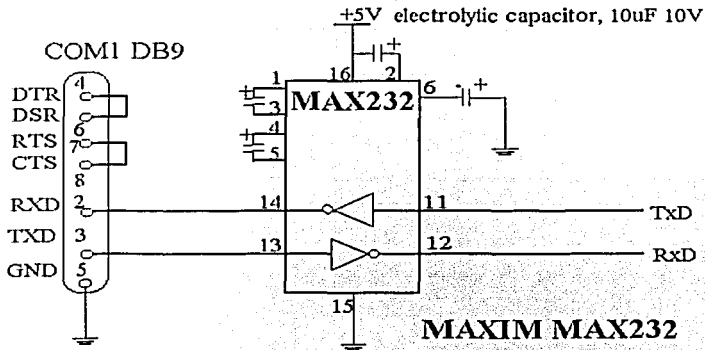 +5V electrolytic capacitor, 10uF 10V
COM1 DB9
16
+
2
1
+
3
MAX232
6
+
4
+
5
DTR
4
DSR
6
RTS
7
CTS
8
RXD
2
14
11
TxD
TXD
3
13
12
RxD
GND
5
15
MAXIM MAX232